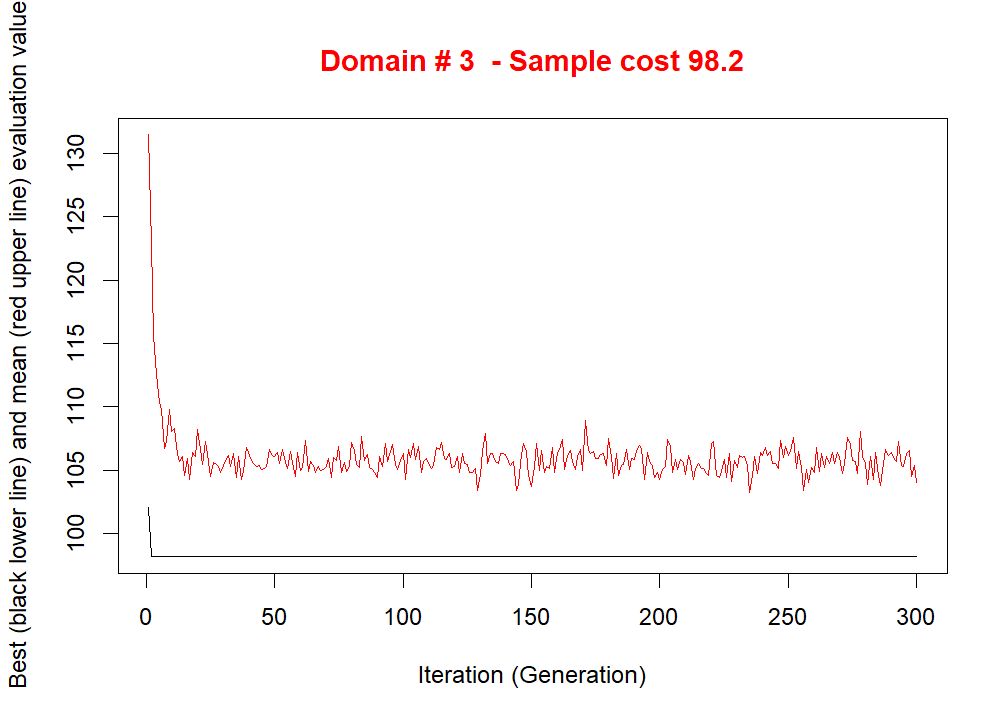 Domain # 3  - Sample cost 98.2
Best (black lower line) and mean (red upper line) evaluation value
130
125
120
115
110
105
100
0 50 100 150 200 250 300
Iteration (Generation)